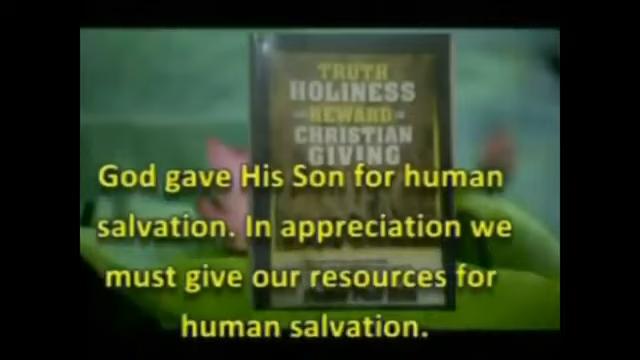 TRUTH
HOLINESS
REWARD
CHRISTIAN
GIVING
God gave His Son for human
salvation. In appreciation we
must give our resources for
human salvation.